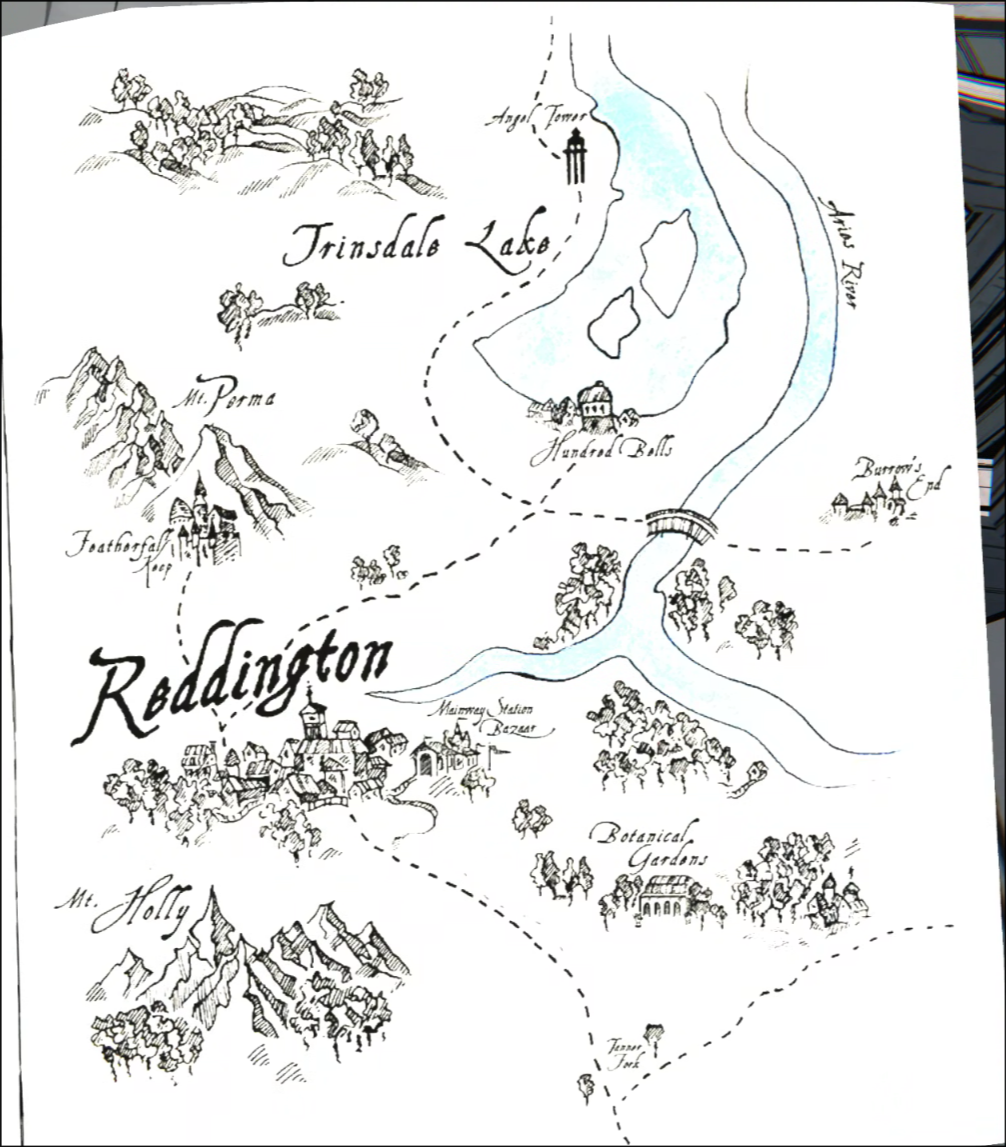 Angel Tower
Trinsdale Lake
Aries River
Mt. Perma
Hundred Bells
Burrow's
End
Featherfall
Keep
Reddington
Mainway Station
Bazaar
Botanical
Gardens
Mt. Holly
Tanner
Fork